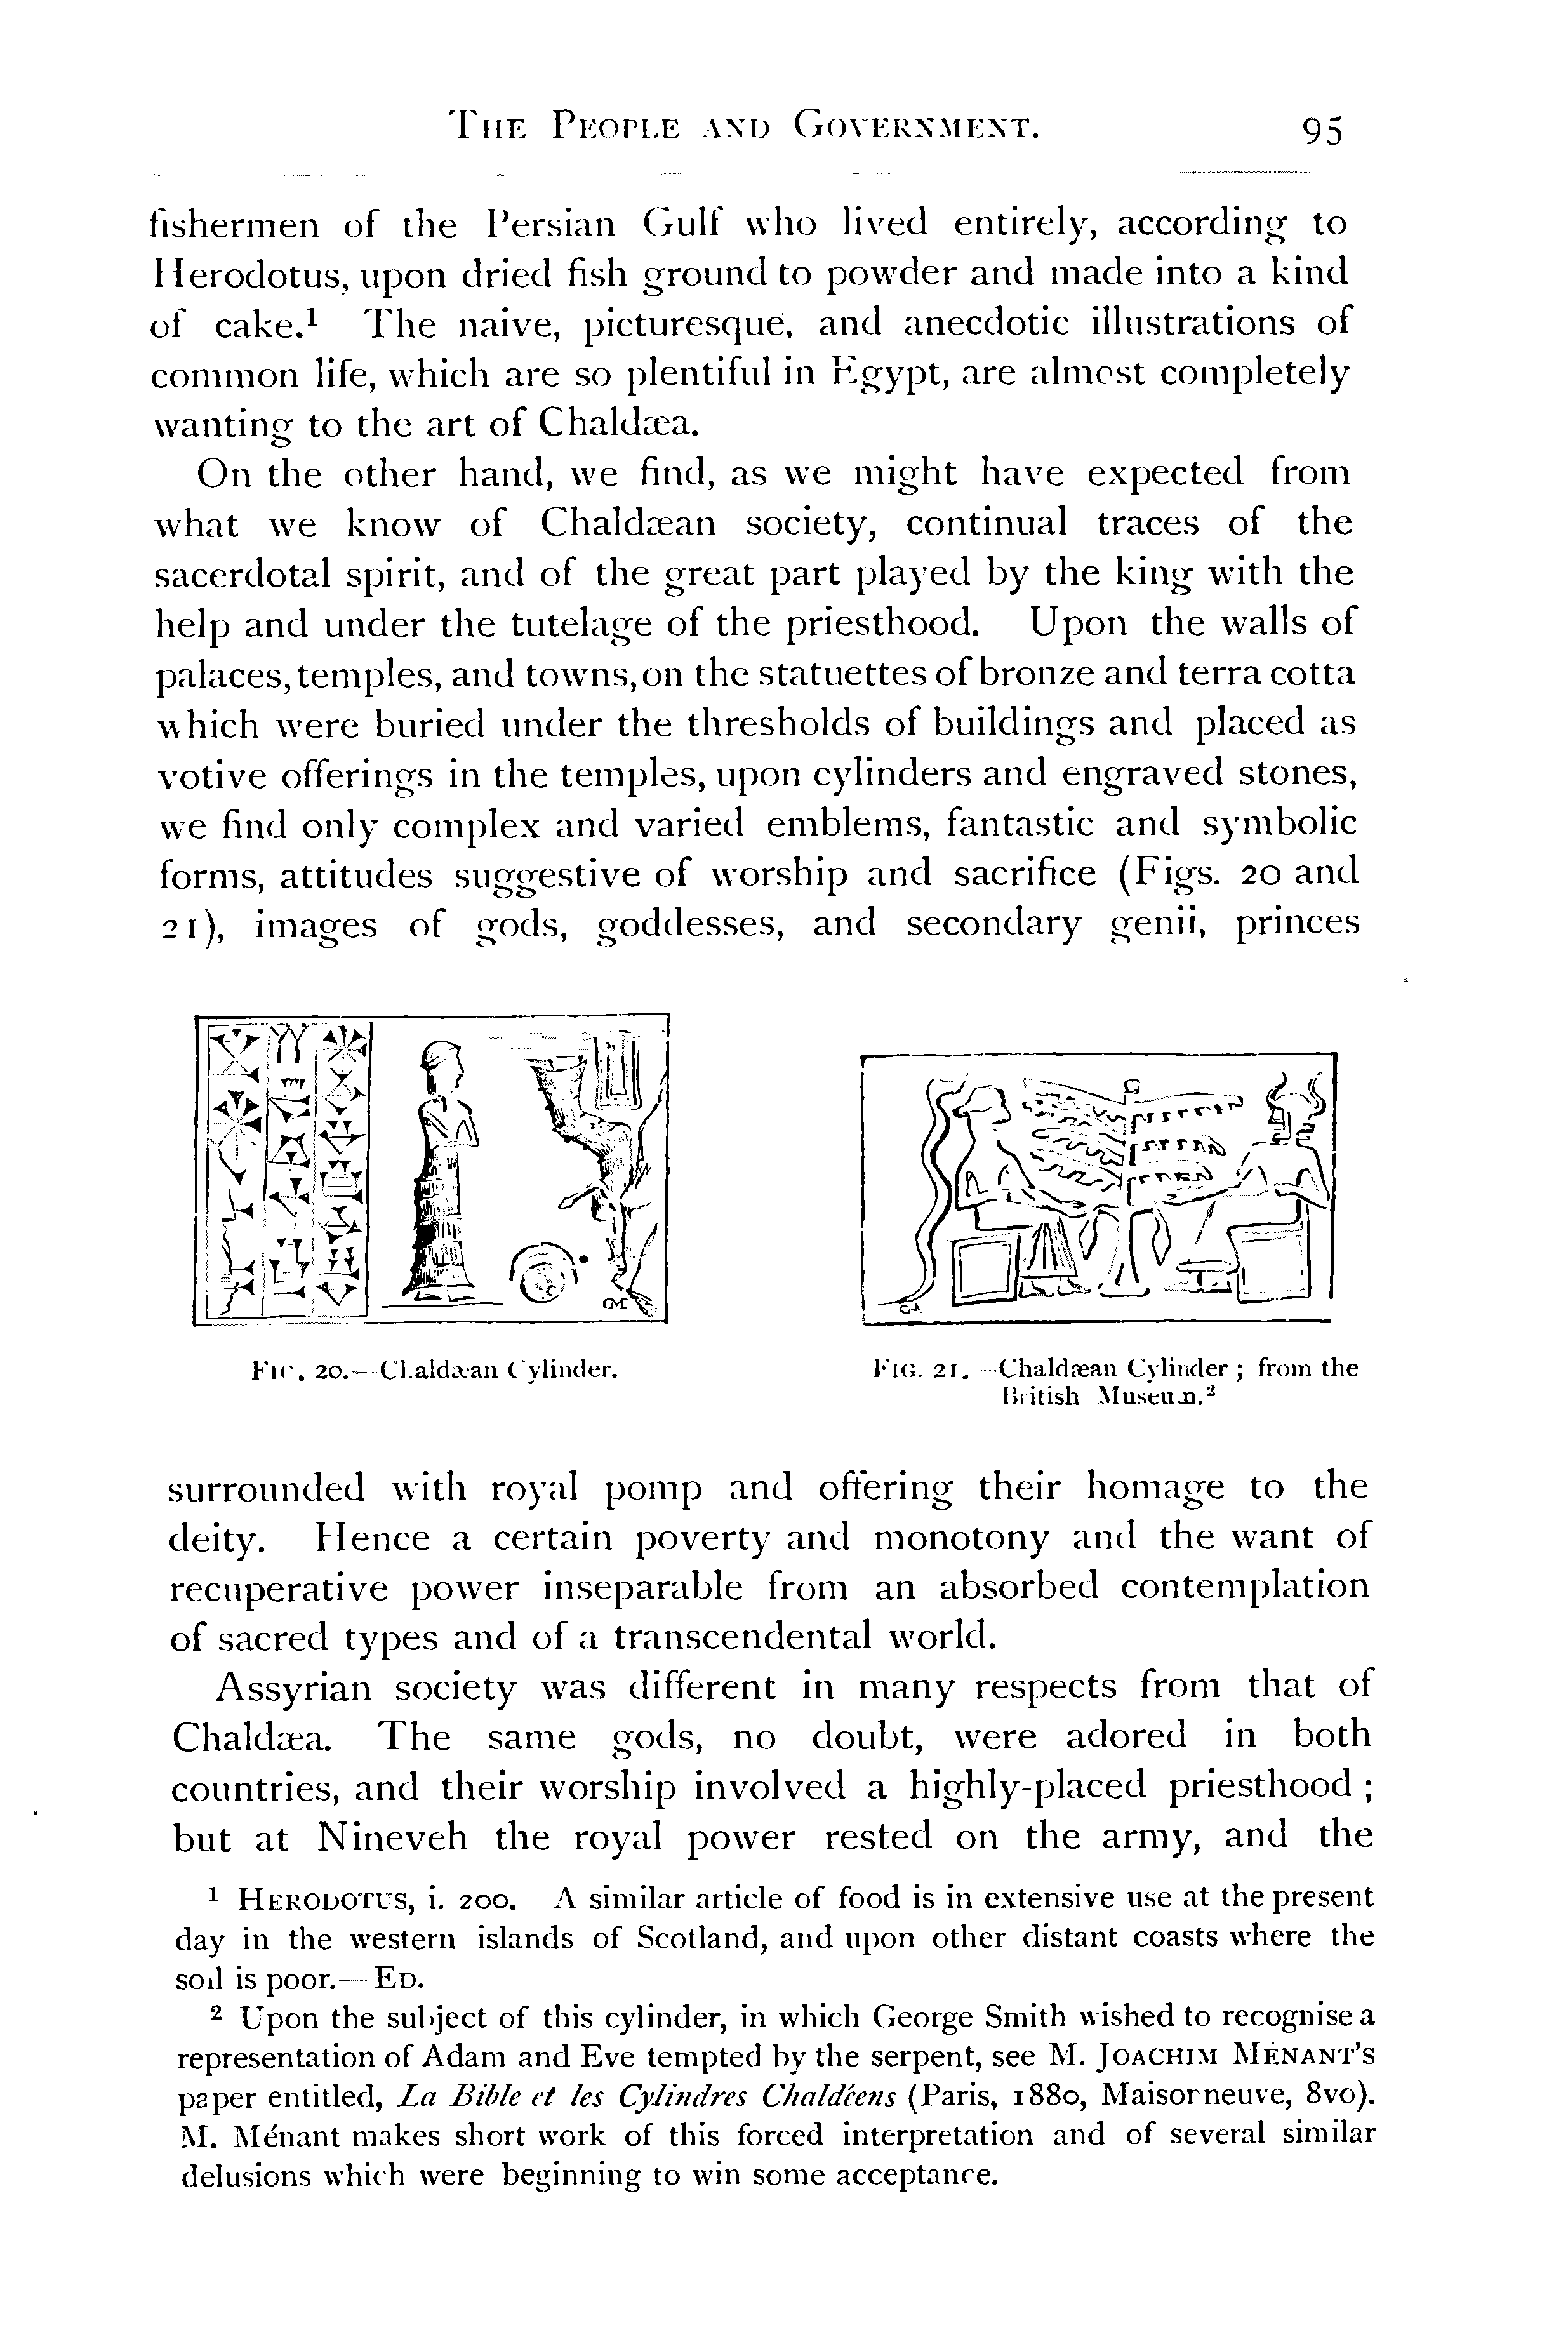 THE PEOPLE AND GOVERNMENT. 95
fishermen of the Persian Gulf who lived entirely, according to
Herodotus, upon dried fish ground to powder and made into a kind
of cake.¹ The naive, picturesque, and anecdotic illustrations of
common life, which are so plentiful in Egypt, are almost completely
wanting to the art of Chaldæa.
On the other hand, we find, as we might have expected from
what we know of Chaldæan society, continual traces of the
sacerdotal spirit, and of the great part played by the king with the
help and under the tutelage of the priesthood. Upon the walls of
palaces, temples, and towns, on the statuettes of bronze and terra cotta
which were buried under the thresholds of buildings and placed as
votive offerings in the temples, upon cylinders and engraved stones,
we find only complex and varied emblems, fantastic and symbolic
forms, attitudes suggestive of worship and sacrifice (Figs. 20 and
21), images of gods, goddesses, and secondary genii, princes
FIG. 20.—Chaldæan Cylinder.
FIG. 21.—Chaldæan Cylinder ; from the
British Museum.²
surrounded with royal pomp and offering their homage to the
deity. Hence a certain poverty and monotony and the want of
recuperative power inseparable from an absorbed contemplation
of sacred types and of a transcendental world.
Assyrian society was different in many respects from that of
Chaldæa. The same gods, no doubt, were adored in both
countries, and their worship involved a highly-placed priesthood ;
but at Nineveh the royal power rested on the army, and the
¹ HERODOTUS, i. 200. A similar article of food is in extensive use at the present
day in the western islands of Scotland, and upon other distant coasts where the
soil is poor.—ED.
² Upon the subject of this cylinder, in which George Smith wished to recognise a
representation of Adam and Eve tempted by the serpent, see M. JOACHIM MÉNANT'S
paper entitled, La Bible et les Cylindres Chaldéens (Paris, 1880, Maisonneuve, 8vo).
M. Ménant makes short work of this forced interpretation and of several similar
delusions which were beginning to win some acceptance.